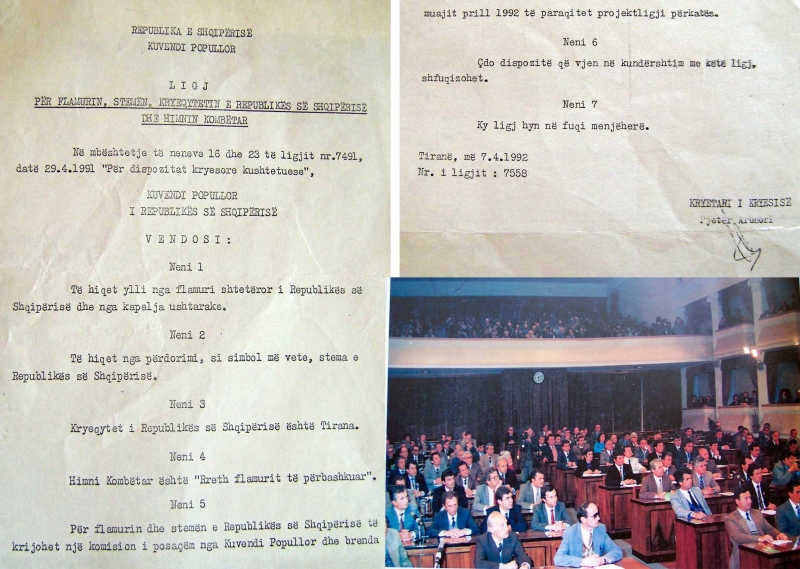 REPUBLIKA E SHQIPËRISË
KUVENDI POPULLOR
L I G J
PËR FLAMURIN, STEMËN, KRYEQYTETIN E REPUBLIKËS SË SHQIPËRISË
DHE HIMNIN KOMBËTAR
Në mbështetje të neneve 16 dhe 23 të ligjit nr.7491,
datë 29.4.1991 "Për dispozitat kryesore kushtetuese",
KUVENDI POPULLOR
I REPUBLIKËS SË SHQIPËRISË
V E N D O S I :
Neni 1
Të hiqet ylli nga flamuri shtetëror i Republikës së
Shqipërisë dhe nga kapelja ushtarake.
Neni 2
Të hiqet nga përdorimi, si simbol më vete, stema e
Republikës së Shqipërisë.
Neni 3
Kryeqytet i Republikës së Shqipërisë është Tirana.
Neni 4
Himni Kombëtar është "Rreth flamurit të përbashkuar".
Neni 5
Për flamurin dhe stemën e Republikës së Shqipërisë të
krijohet një komision i posaçëm nga Kuvendi Popullor dhe brenda
muajit prill 1992 të paraqitet projektligji përkatës.
Neni 6
Çdo dispozitë që vjen në kundërshtim me këtë ligj,
shfuqizohet.
Neni 7
Ky ligj hyn në fuqi menjëherë.
Tiranë, më 7.4.1992
Nr. i ligjit : 7558
KRYETARI I KRYESISË
Pjetër Arbnori